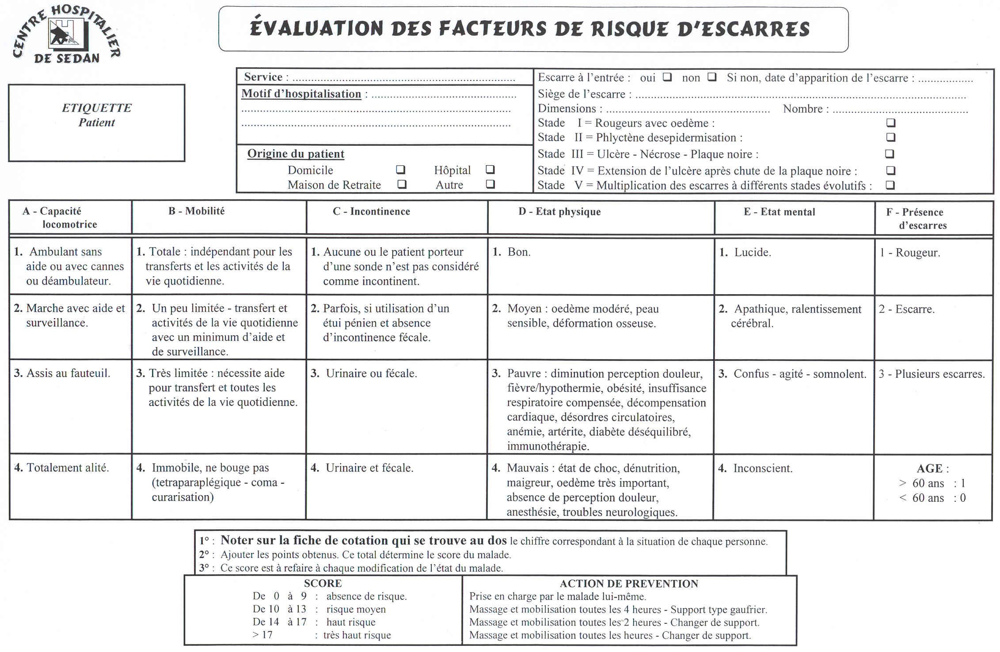 CENTRE HOSPITALIER
DE SEDAN
ÉVALUATION DES FACTEURS DE RISQUE D'ESCARRES
ETIQUETTE
Patient
Service : ........................................................................
Motif d'hospitalisation : ...............................................
.......................................................................................
.......................................................................................
Origine du patient
Domicile ❑ Hôpital ❑
Maison de Retraite ❑ Autre ❑
Escarre à l'entrée : oui ❑ non ❑ Si non, date d'apparition de l'escarre : ..................
Siège de l'escarre : ............................................................................................................
Dimensions : ..................................................... Nombre : ............................................
Stade I = Rougeurs avec oedème : ❑
Stade II = Phlyctène desepidermisation : ❑
Stade III = Ulcère - Nécrose - Plaque noire : ❑
Stade IV = Extension de l'ulcère après chute de la plaque noire : ❑
Stade V = Multiplication des escarres à différents stades évolutifs : ❑
A - Capacité
locomotrice
B - Mobilité
C - Incontinence
D - Etat physique
E - Etat mental
F - Présence
d'escarres
1. Ambulant sans
aide ou avec cannes
ou déambulateur.
1. Totale : indépendant pour les
transferts et les activités de la
vie quotidienne.
1. Aucune ou le patient porteur
d'une sonde n'est pas considéré
comme incontinent.
1. Bon.
1. Lucide.
1 - Rougeur.
2. Marche avec aide et
surveillance.
2. Un peu limitée - transfert et
activités de la vie quotidienne
avec un minimum d'aide et
de surveillance.
2. Parfois, si utilisation d'un
étui pénien et absence
d'incontinence fécale.
2. Moyen : oedème modéré, peau
sensible, déformation osseuse.
2. Apathique, ralentissement
cérébral.
2 - Escarre.
3. Assis au fauteuil.
3. Très limitée : nécessite aide
pour transfert et toutes les
activités de la vie quotidienne.
3. Urinaire ou fécale.
3. Pauvre : diminution perception douleur,
fièvre/hypothermie, obésité, insuffisance
respiratoire compensée, décompensation
cardiaque, désordres circulatoires,
anémie, artérite, diabète déséquilibré,
immunothérapie.
3. Confus - agité - somnolent.
3 - Plusieurs escarres.
4. Totalement alité.
4. Immobile, ne bouge pas
(tetraparaplégique - coma -
curarisation)
4. Urinaire et fécale.
4. Mauvais : état de choc, dénutrition,
maigreur, oedème très important,
absence de perception douleur,
anesthésie, troubles neurologiques.
4. Inconscient.
AGE :
> 60 ans : 1
< 60 ans : 0
1° : Noter sur la fiche de cotation qui se trouve au dos le chiffre correspondant à la situation de chaque personne.
2° : Ajouter les points obtenus. Ce total détermine le score du malade.
3° : Ce score est à refaire à chaque modification de l'état du malade.
SCORE
De 0 à 9 : absence de risque.
De 10 à 13 : risque moyen
De 14 à 17 : haut risque
> 17 : très haut risque
ACTION DE PREVENTION
Prise en charge par le malade lui-même.
Massage et mobilisation toutes les 4 heures - Support type gaufrier.
Massage et mobilisation toutes les 2 heures - Changer de support.
Massage et mobilisation toutes les heures - Changer de support.